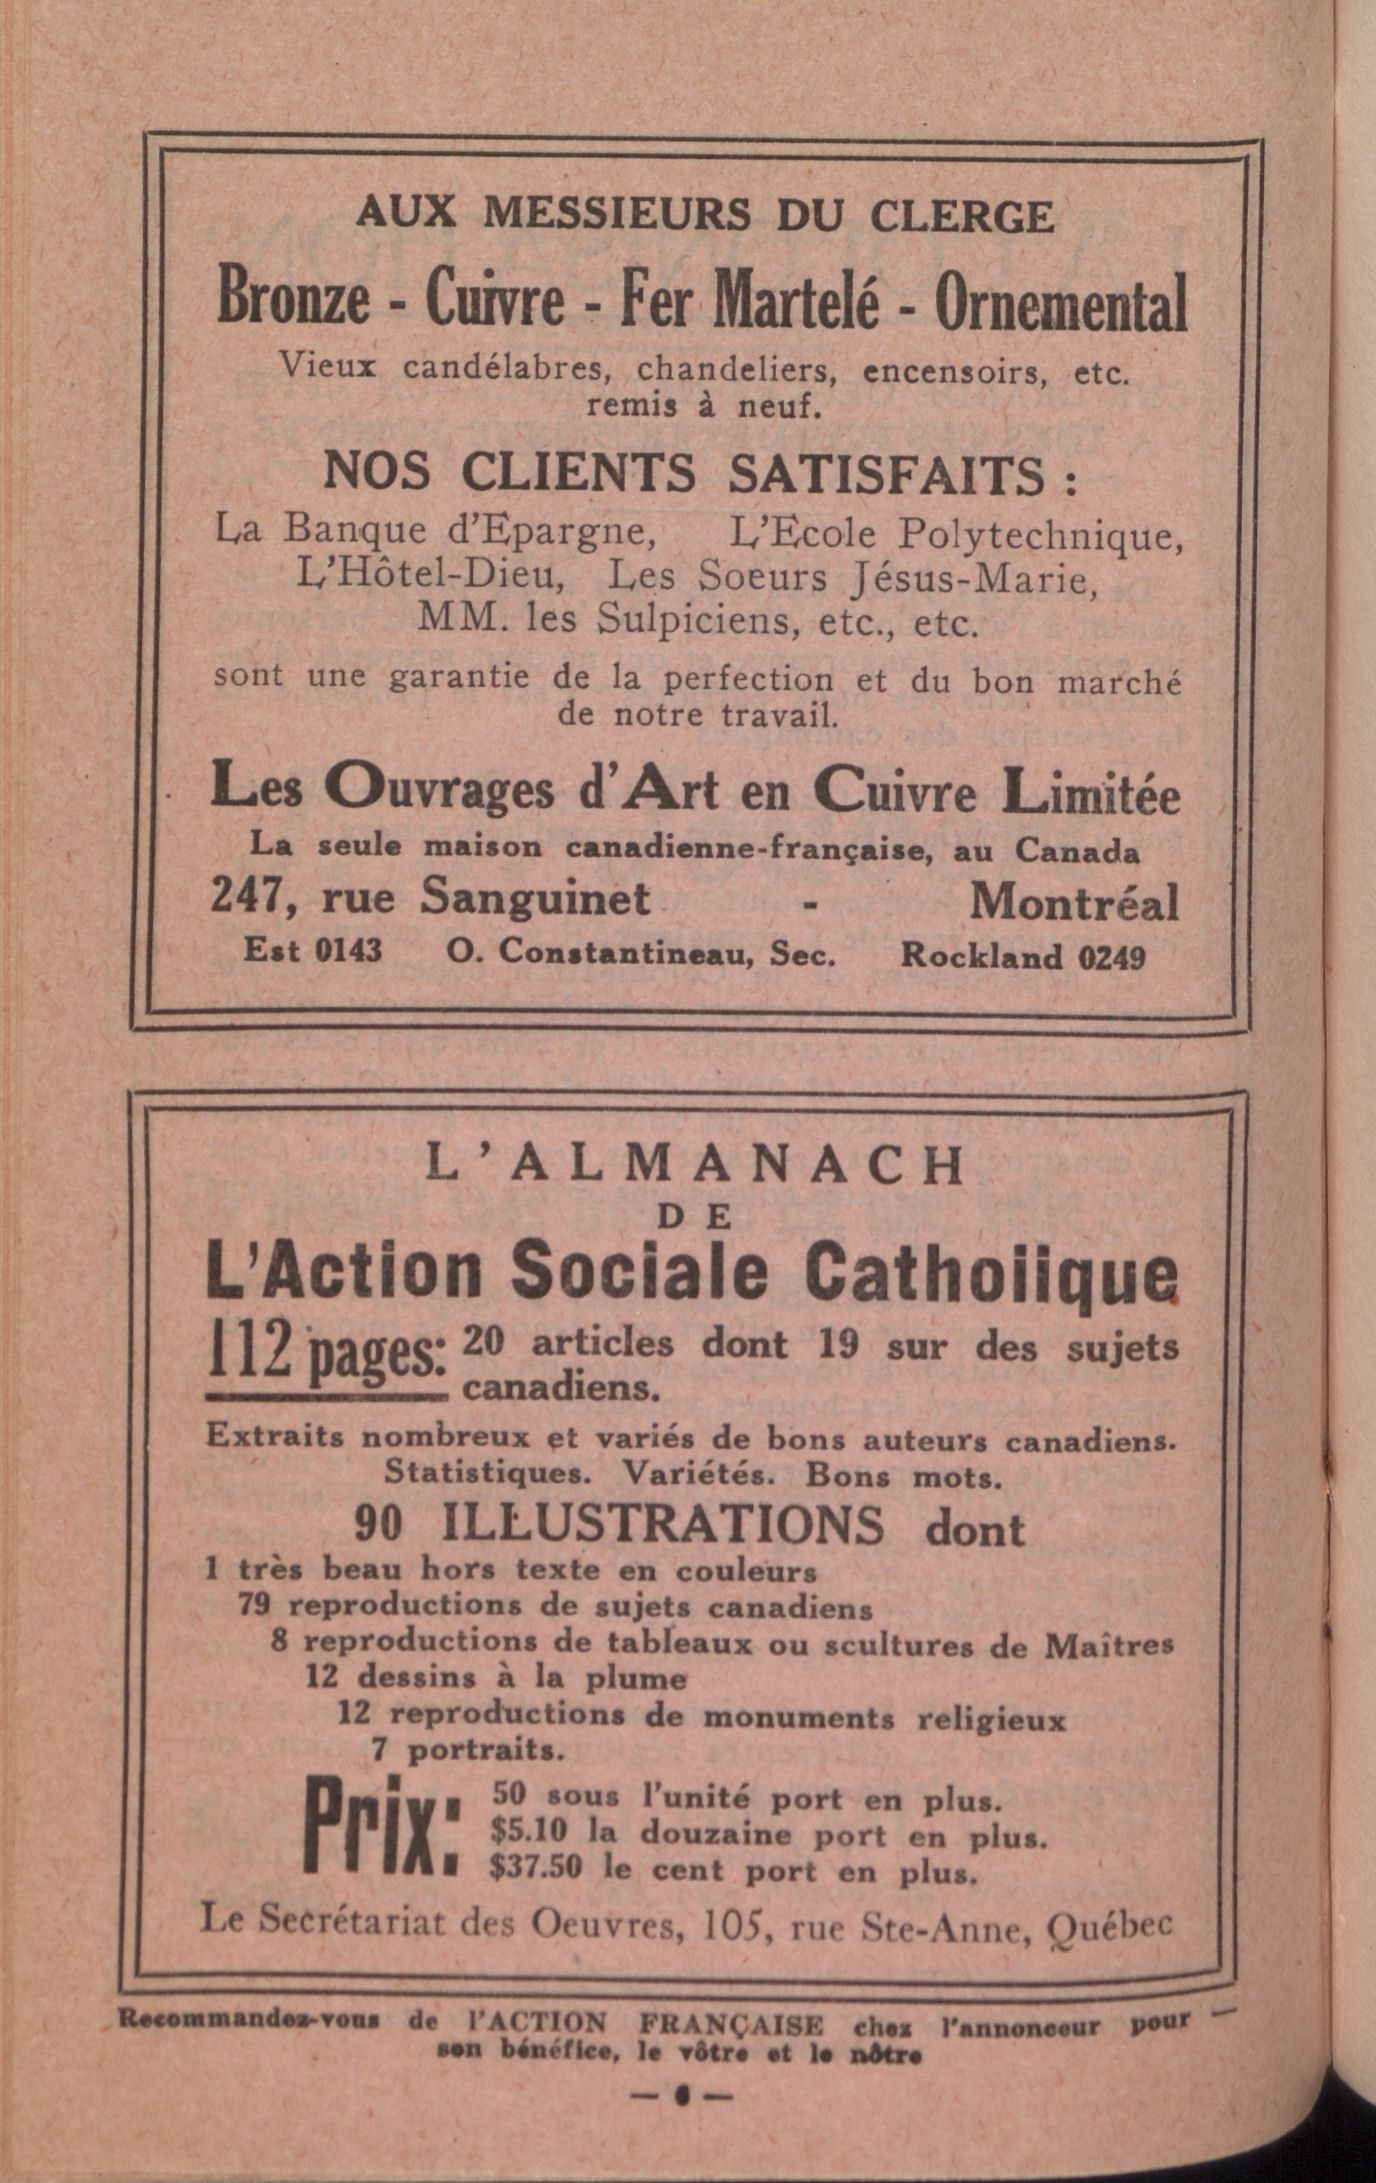 AUX MESSIEURS DU CLERGE
Bronze - Cuivre - Fer Martelé - Ornemental
Vieux candélabres, chandeliers, encensoirs, etc.
remis à neuf.
NOS CLIENTS SATISFAITS :
La Banque d'Epargne, L'Ecole Polytechnique,
L'Hôtel-Dieu, Les Soeurs Jésus-Marie,
MM. les Sulpiciens, etc., etc.
sont une garantie de la perfection et du bon marché
de notre travail.
Les Ouvrages d'Art en Cuivre Limitée
La seule maison canadienne-française, au Canada
247, rue Sanguinet - Montréal
Est 0143 O. Constantineau, Sec. Rockland 0249
L'ALMANACH
DE
L'Action Sociale Cathoiique
112 pages: 20 articles dont 19 sur des sujets
canadiens.
Extraits nombreux et variés de bons auteurs canadiens.
Statistiques. Variétés. Bons mots.
90 ILLUSTRATIONS dont
1 très beau hors texte en couleurs
79 reproductions de sujets canadiens
8 reproductions de tableaux ou scultures de Maîtres
12 dessins à la plume
12 reproductions de monuments religieux
7 portraits.
Prix: 50 sous l'unité port en plus.
$5.10 la douzaine port en plus.
$37.50 le cent port en plus.
Le Secrétariat des Oeuvres, 105, rue Ste-Anne, Québec
Recommandez-vous de l'ACTION FRANÇAISE chez l'annonceur pour
son bénéfice, le vôtre et le nôtre
— 6 —